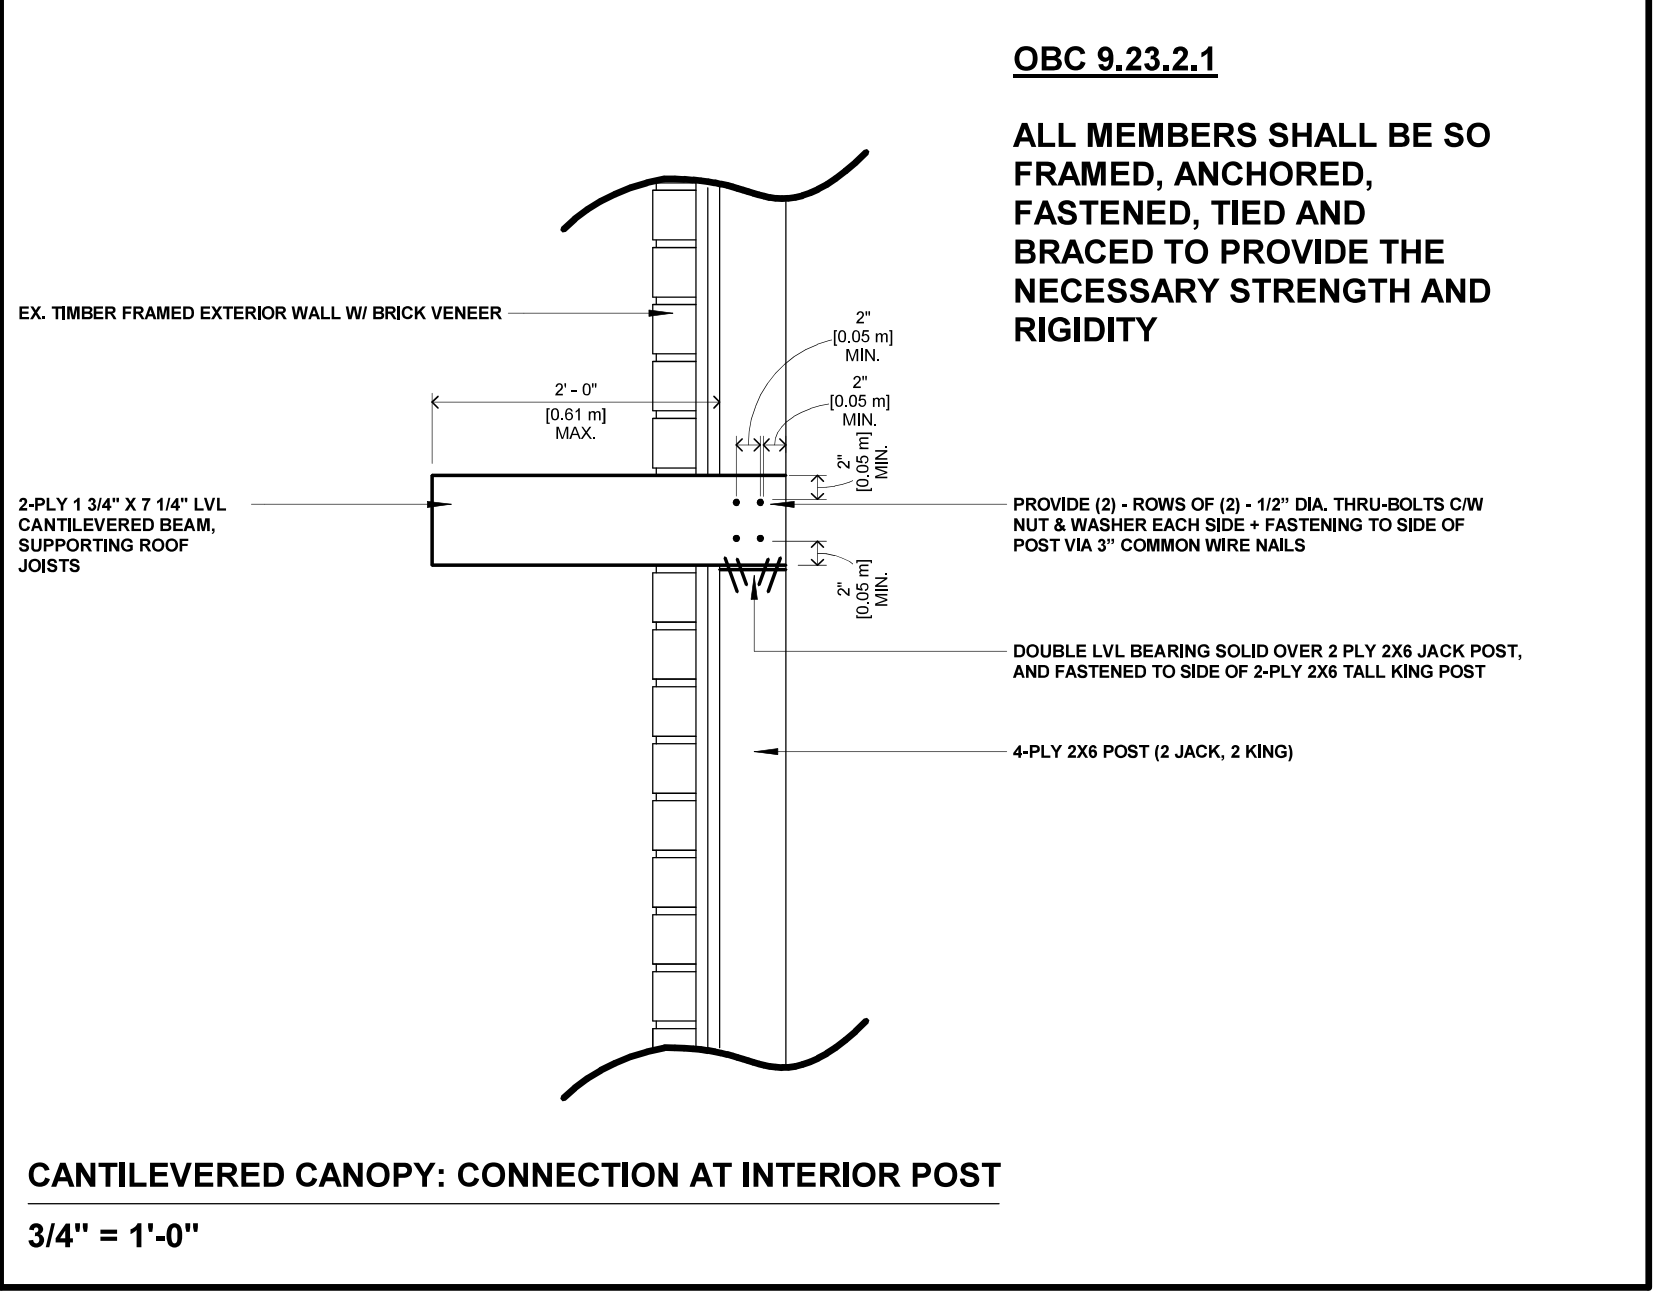 OBC 9.23.2.1
ALL MEMBERS SHALL BE SO
FRAMED, ANCHORED,
FASTENED, TIED AND
BRACED TO PROVIDE THE
NECESSARY STRENGTH AND
RIGIDITY
EX. TIMBER FRAMED EXTERIOR WALL W/ BRICK VENEER
2"
[0.05 m]
MIN.
2"
[0.05 m]
MIN.
2' - 0"
[0.61 m]
MAX.
2"
[0.05 m]
MIN.
2-PLY 1 3/4" X 7 1/4" LVL
CANTILEVERED BEAM,
SUPPORTING ROOF
JOISTS
PROVIDE (2) - ROWS OF (2) - 1/2” DIA. THRU-BOLTS C/W
NUT & WASHER EACH SIDE + FASTENING TO SIDE OF
POST VIA 3” COMMON WIRE NAILS
2"
[0.05 m]
MIN.
DOUBLE LVL BEARING SOLID OVER 2 PLY 2X6 JACK POST,
AND FASTENED TO SIDE OF 2-PLY 2X6 TALL KING POST
4-PLY 2X6 POST (2 JACK, 2 KING)
CANTILEVERED CANOPY: CONNECTION AT INTERIOR POST
3/4" = 1'-0"